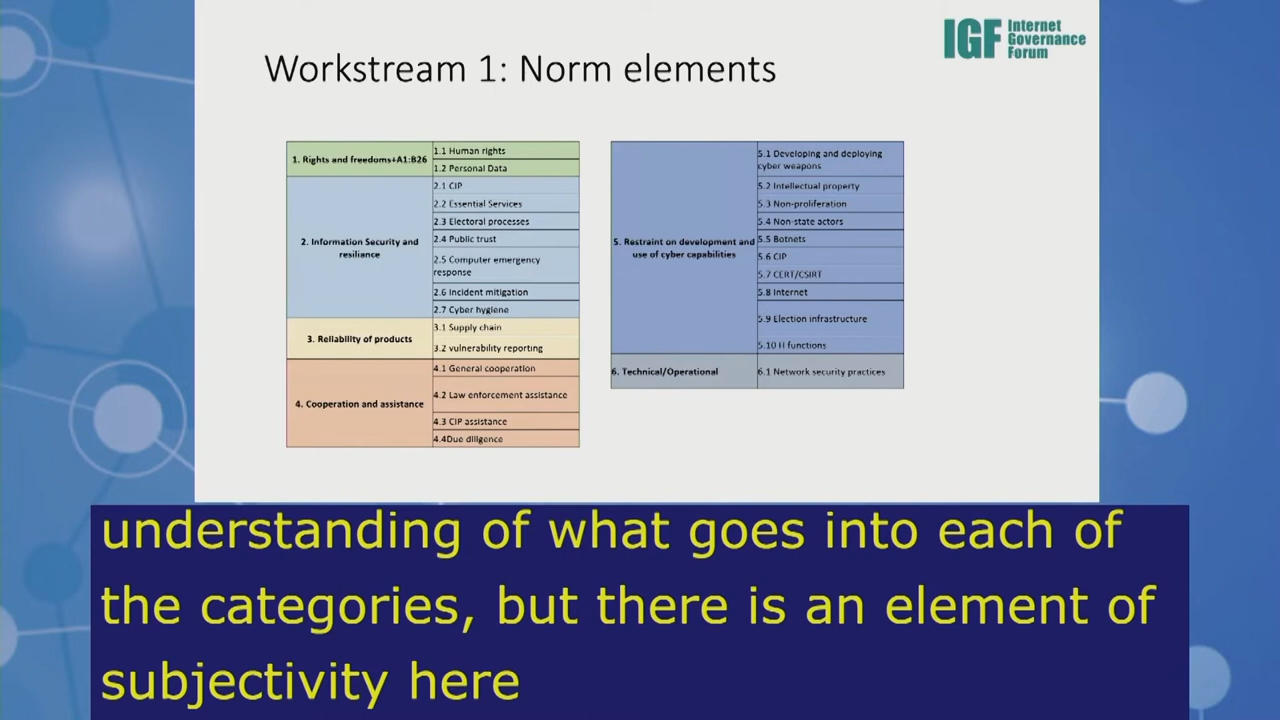 IGF Internet
Governance
Forum
Workstream 1: Norm elements
1. Rights and freedoms+A1:B26
1.1 Human rights
1.2 Personal Data
2. Information Security and
resiliance
2.1 CIP
2.2 Essential Services
2.3 Electoral processes
2.4 Public trust
2.5 Computer emergency
response
2.6 Incident mitigation
2.7 Cyber hygiene
3. Reliability of products
3.1 Supply chain
3.2 vulnerability reporting
4. Cooperation and assistance
4.1 General cooperation
4.2 Law enforcement assistance
4.3 CIP assistance
4.4Due diligence
5. Restraint on development and
use of cyber capabilities
5.1 Developing and deploying
cyber weapons
5.2 Intellectual property
5.3 Non-proliferation
5.4 Non-state actors
5.5 Botnets
5.6 CIP
5.7 CERT/CSIRT
5.8 Internet
5.9 Election infrastructure
5.10 functions
6. Technical/Operational
6.1 Network security practices
understanding of what goes into each of
the categories, but there is an element of
subjectivity here